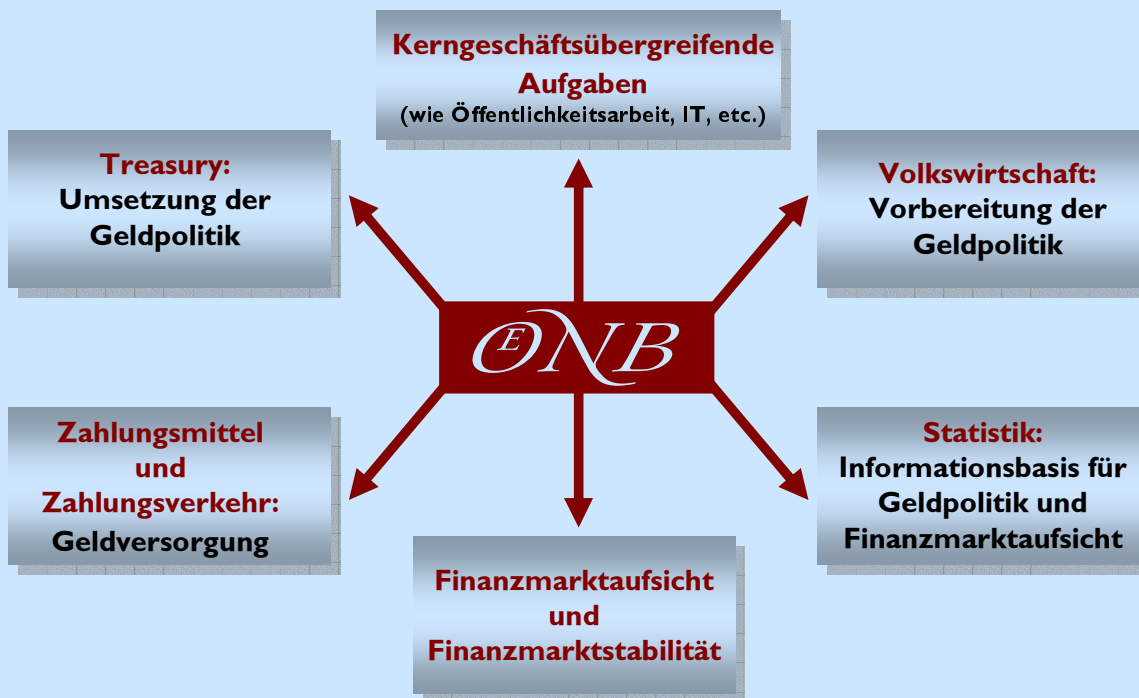 Kerngeschäftsübergreifende
Aufgaben
(wie Öffentlichkeitsarbeit, IT, etc.)
Treasury:
Umsetzung der
Geldpolitik
Volkswirtschaft:
Vorbereitung der
Geldpolitik
OENB
Zahlungsmittel
und
Zahlungsverkehr:
Geldversorgung
Statistik:
Informationsbasis für
Geldpolitik und
Finanzmarktaufsicht
Finanzmarktaufsicht
und
Finanzmarktstabilität